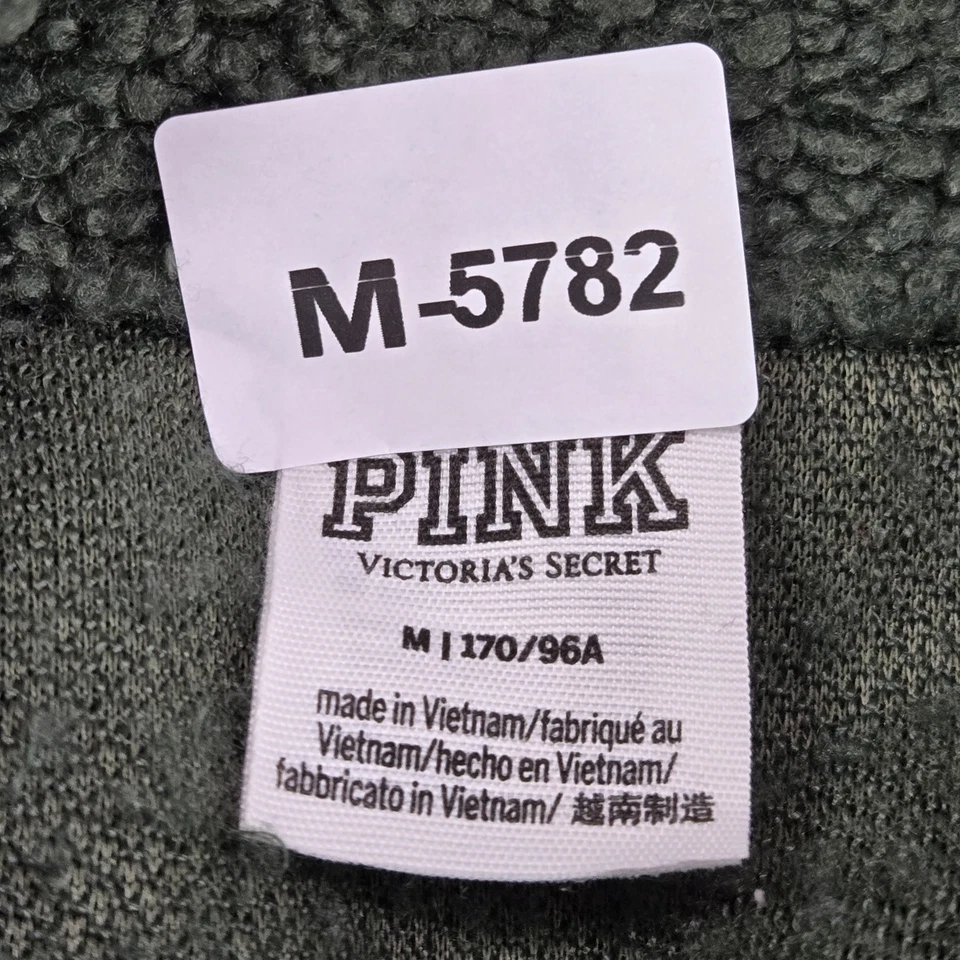 M-5782
PINK
VICTORIA'S SECRET
M | 170/96A
made in Vietnam/fabriqué au
Vietnam/hecho en Vietnam/
fabbricato in Vietnam/ 越南制造